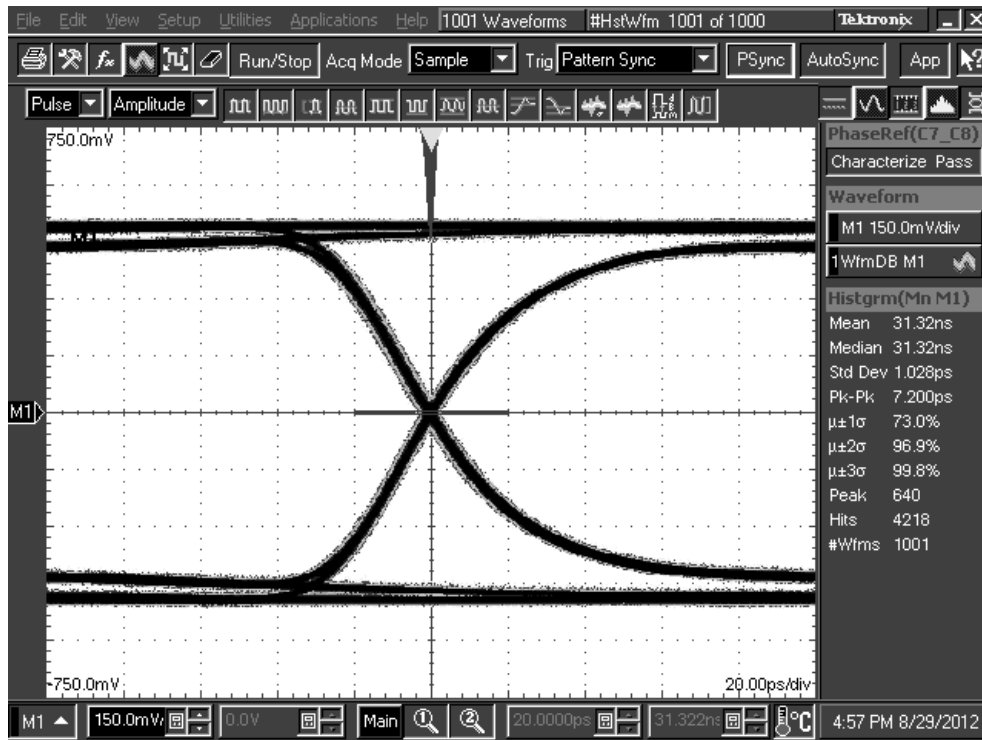 File Edit View Setup Utilities Applications Help 1001 Waveforms #HstWfm 1001 of 1000 Tektronix
Run/Stop Acq Mode Sample Trig Pattern Sync PSync AutoSync App
Pulse Amplitude
750.0mV
M1
M1
-750.0mV
20.00ps/div
PhaseRef(C7_C8)
Characterize Pass
Waveform
M1 150.0mV/div
1WfmDB M1
Histgrm(Mn M1)
Mean 31.32ns
Median 31.32ns
Std Dev 1.028ps
Pk-Pk 7.200ps
µ±1σ 73.0%
µ±2σ 96.9%
µ±3σ 99.8%
Peak 640
Hits 4218
#Wfms 1001
M1 150.0mV/ 0.0V Main 1 2 20.0000ps 31.322ns °C 4:57 PM 8/29/2012